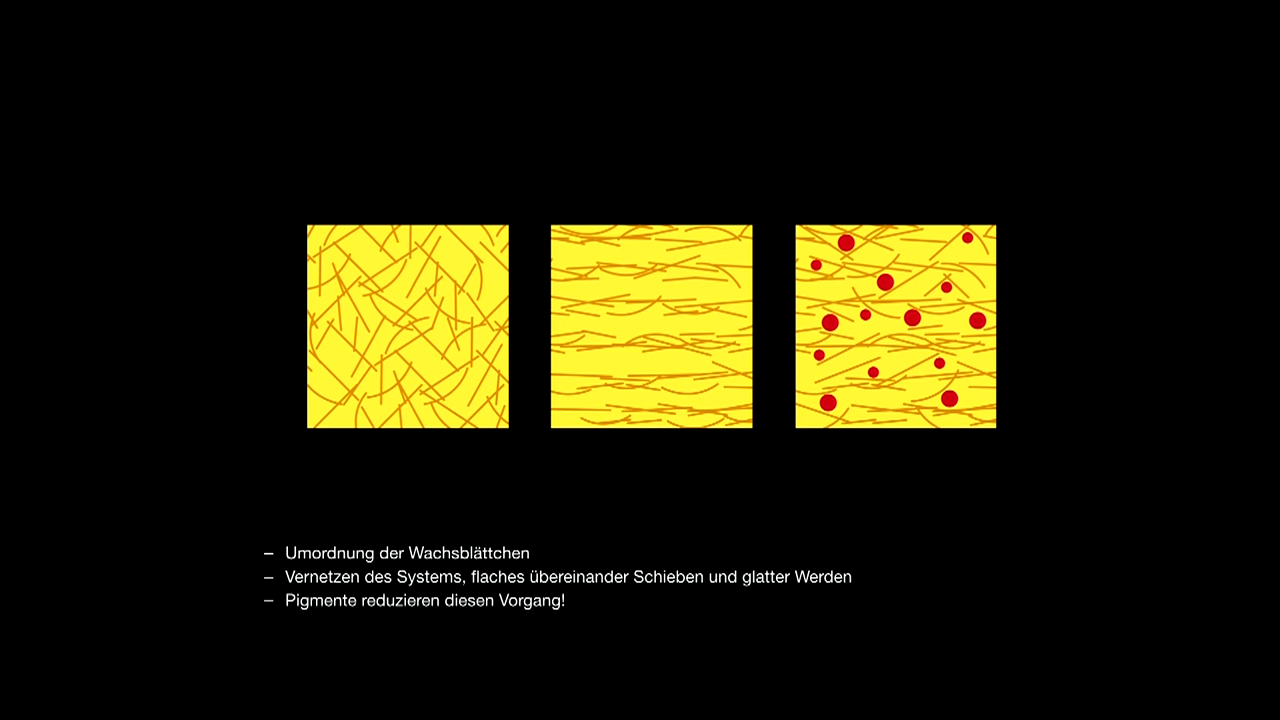 – Umordnung der Wachsblättchen
– Vernetzen des Systems, flaches übereinander Schieben und glatter Werden
– Pigmente reduzieren diesen Vorgang!